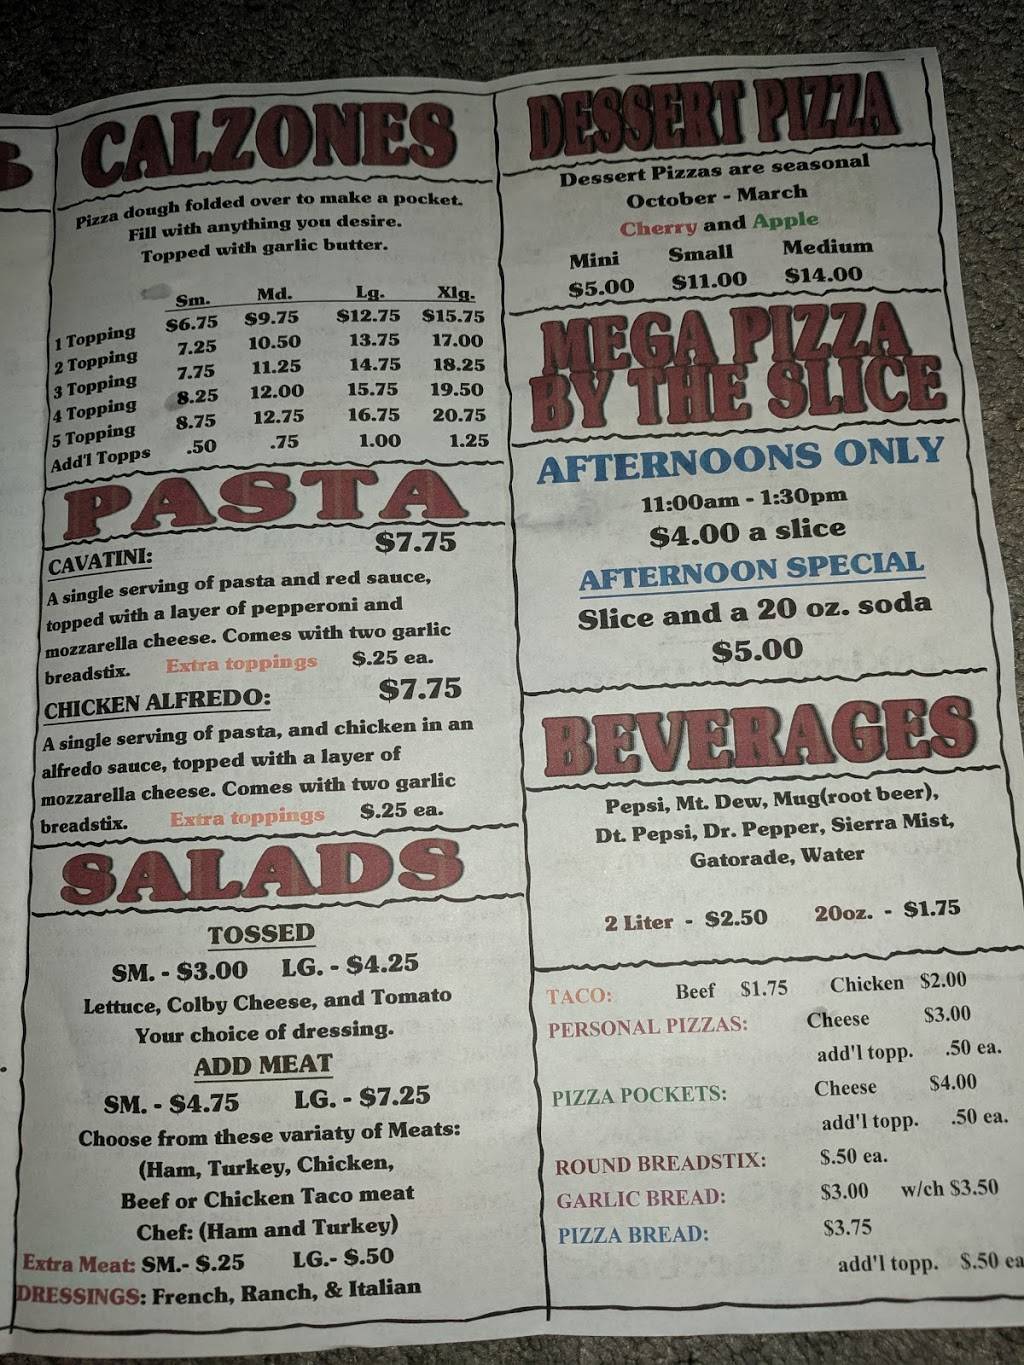 CALZONES
Pizza dough folded over to make a pocket.
Fill with anything you desire.
Topped with garlic butter.
Sm. Md. Lg. Xlg.
1 Topping $6.75 $9.75 $12.75 $15.75
2 Topping 7.25 10.50 13.75 17.00
3 Topping 7.75 11.25 14.75 18.25
4 Topping 8.25 12.00 15.75 19.50
5 Topping 8.75 12.75 16.75 20.75
Add'l Topps .50 .75 1.00 1.25
PASTA
CAVATINI: $7.75
A single serving of pasta and red sauce,
topped with a layer of pepperoni and
mozzarella cheese. Comes with two garlic
breadstix. Extra toppings $.25 ea.
CHICKEN ALFREDO: $7.75
A single serving of pasta, and chicken in an
alfredo sauce, topped with a layer of
mozzarella cheese. Comes with two garlic
breadstix. Extra toppings $.25 ea.
SALADS
TOSSED
SM. - $3.00 LG. - $4.25
Lettuce, Colby Cheese, and Tomato
Your choice of dressing.
ADD MEAT
SM. - $4.75 LG. - $7.25
Choose from these variaty of Meats:
(Ham, Turkey, Chicken,
Beef or Chicken Taco meat
Chef: (Ham and Turkey)
Extra Meat: SM.- $.25 LG.- $.50
DRESSINGS: French, Ranch, & Italian
DESSERT PIZZA
Dessert Pizzas are seasonal
October - March
Cherry and Apple
Mini Small Medium
$5.00 $11.00 $14.00
MEGA PIZZA
BY THE SLICE
AFTERNOONS ONLY
11:00am - 1:30pm
$4.00 a slice
AFTERNOON SPECIAL
Slice and a 20 oz. soda
$5.00
BEVERAGES
Pepsi, Mt. Dew, Mug(root beer),
Dt. Pepsi, Dr. Pepper, Sierra Mist,
Gatorade, Water
2 Liter - $2.50 20oz. - $1.75
TACO: Beef $1.75 Chicken $2.00
PERSONAL PIZZAS: Cheese $3.00
add'l topp. .50 ea.
PIZZA POCKETS: Cheese $4.00
add'l topp. .50 ea.
ROUND BREADSTIX: $.50 ea.
GARLIC BREAD: $3.00 w/ch $3.50
PIZZA BREAD: $3.75
add'l topp. $.50 ea